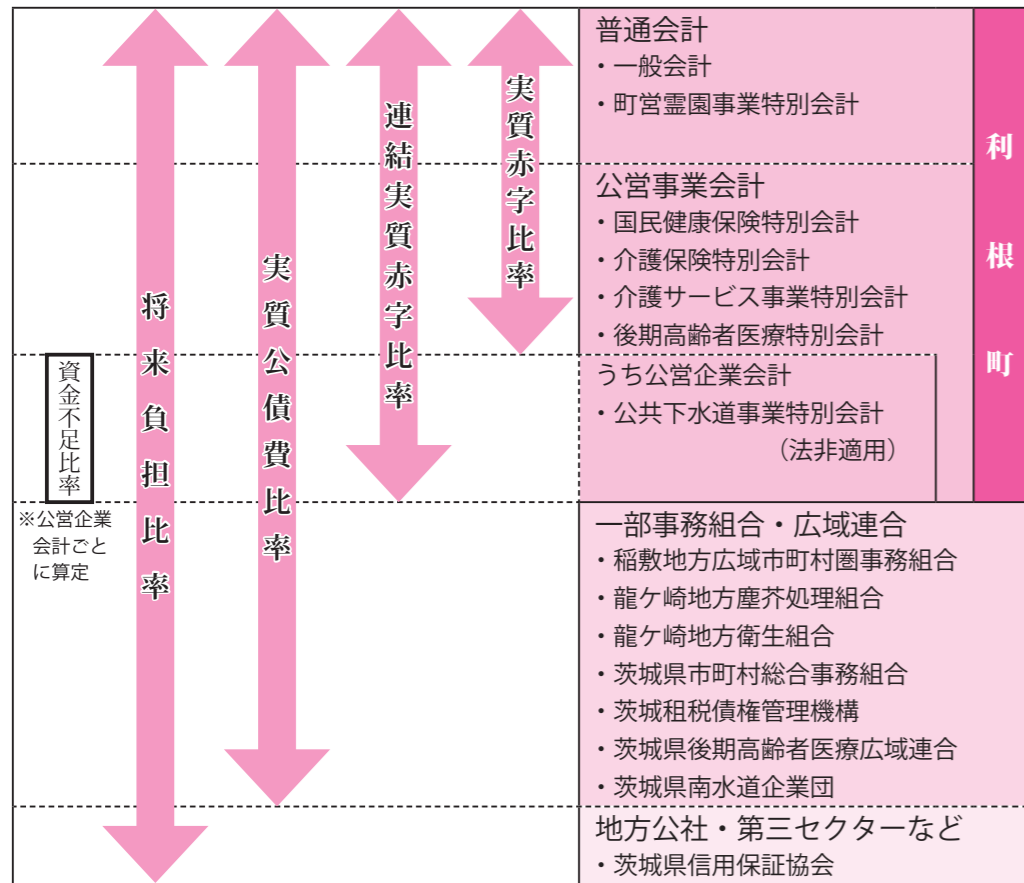 将来負担比率
実質公債費比率
連結実質赤字比率
実質赤字比率
資金不足比率
※公営企業
会計ごと
に算定
普通会計
・一般会計
・町営霊園事業特別会計
公営事業会計
・国民健康保険特別会計
・介護保険特別会計
・介護サービス事業特別会計
・後期高齢者医療特別会計
うち公営企業会計
・公共下水道事業特別会計
（法非適用）
利根町
一部事務組合・広域連合
・稲敷地方広域市町村圏事務組合
・龍ケ崎地方塵芥処理組合
・龍ケ崎地方衛生組合
・茨城県市町村総合事務組合
・茨城租税債権管理機構
・茨城県後期高齢者医療広域連合
・茨城県南水道企業団
地方公社・第三セクターなど
・茨城県信用保証協会